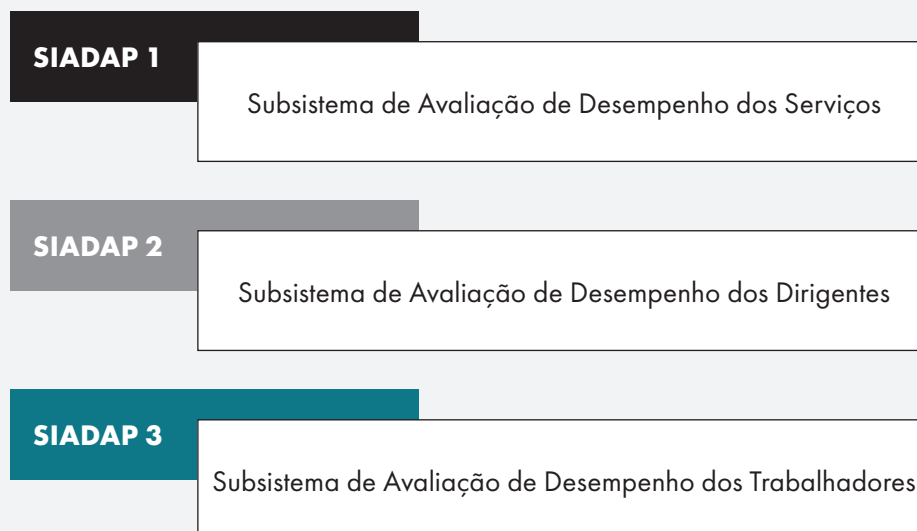 SIADAP 1
Subsistema de Avaliação de Desempenho dos Serviços
SIADAP 2
Subsistema de Avaliação de Desempenho dos Dirigentes
SIADAP 3
Subsistema de Avaliação de Desempenho dos Trabalhadores